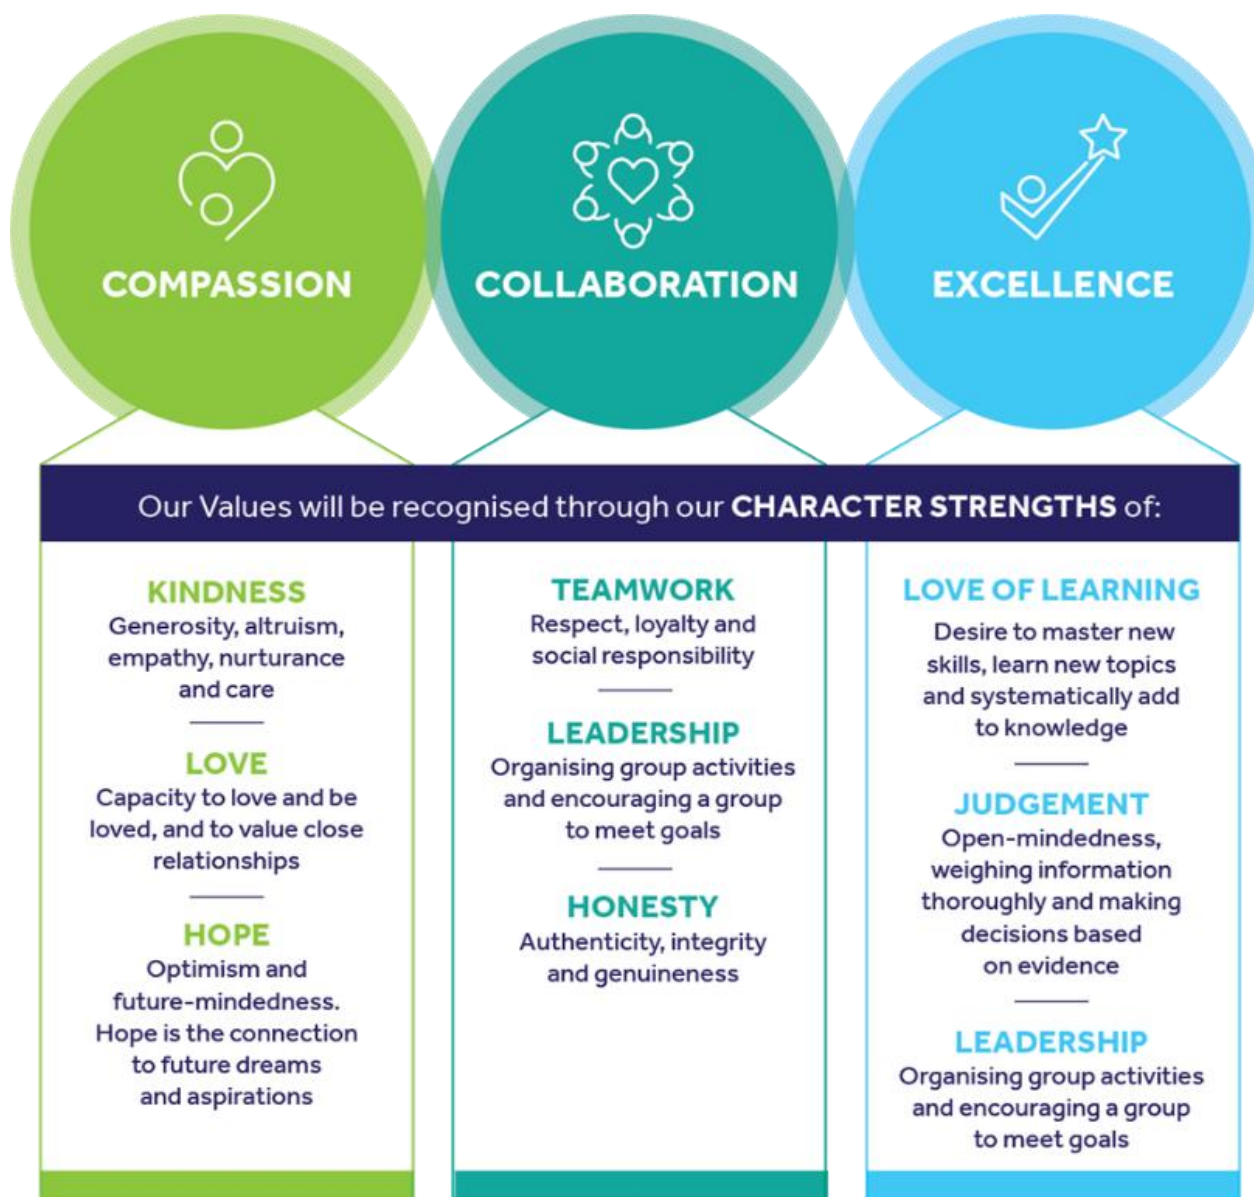 COMPASSION
COLLABORATION
EXCELLENCE
Our Values will be recognised through our CHARACTER STRENGTHS of:
KINDNESS
Generosity, altruism,
empathy, nurturance
and care
LOVE
Capacity to love and be
loved, and to value close
relationships
HOPE
Optimism and
future-mindedness.
Hope is the connection
to future dreams
and aspirations
TEAMWORK
Respect, loyalty and
social responsibility
LEADERSHIP
Organising group activities
and encouraging a group
to meet goals
HONESTY
Authenticity, integrity
and genuineness
LOVE OF LEARNING
Desire to master new
skills, learn new topics
and systematically add
to knowledge
JUDGEMENT
Open-mindedness,
weighing information
thoroughly and making
decisions based
on evidence
LEADERSHIP
Organising group activities
and encouraging a group
to meet goals